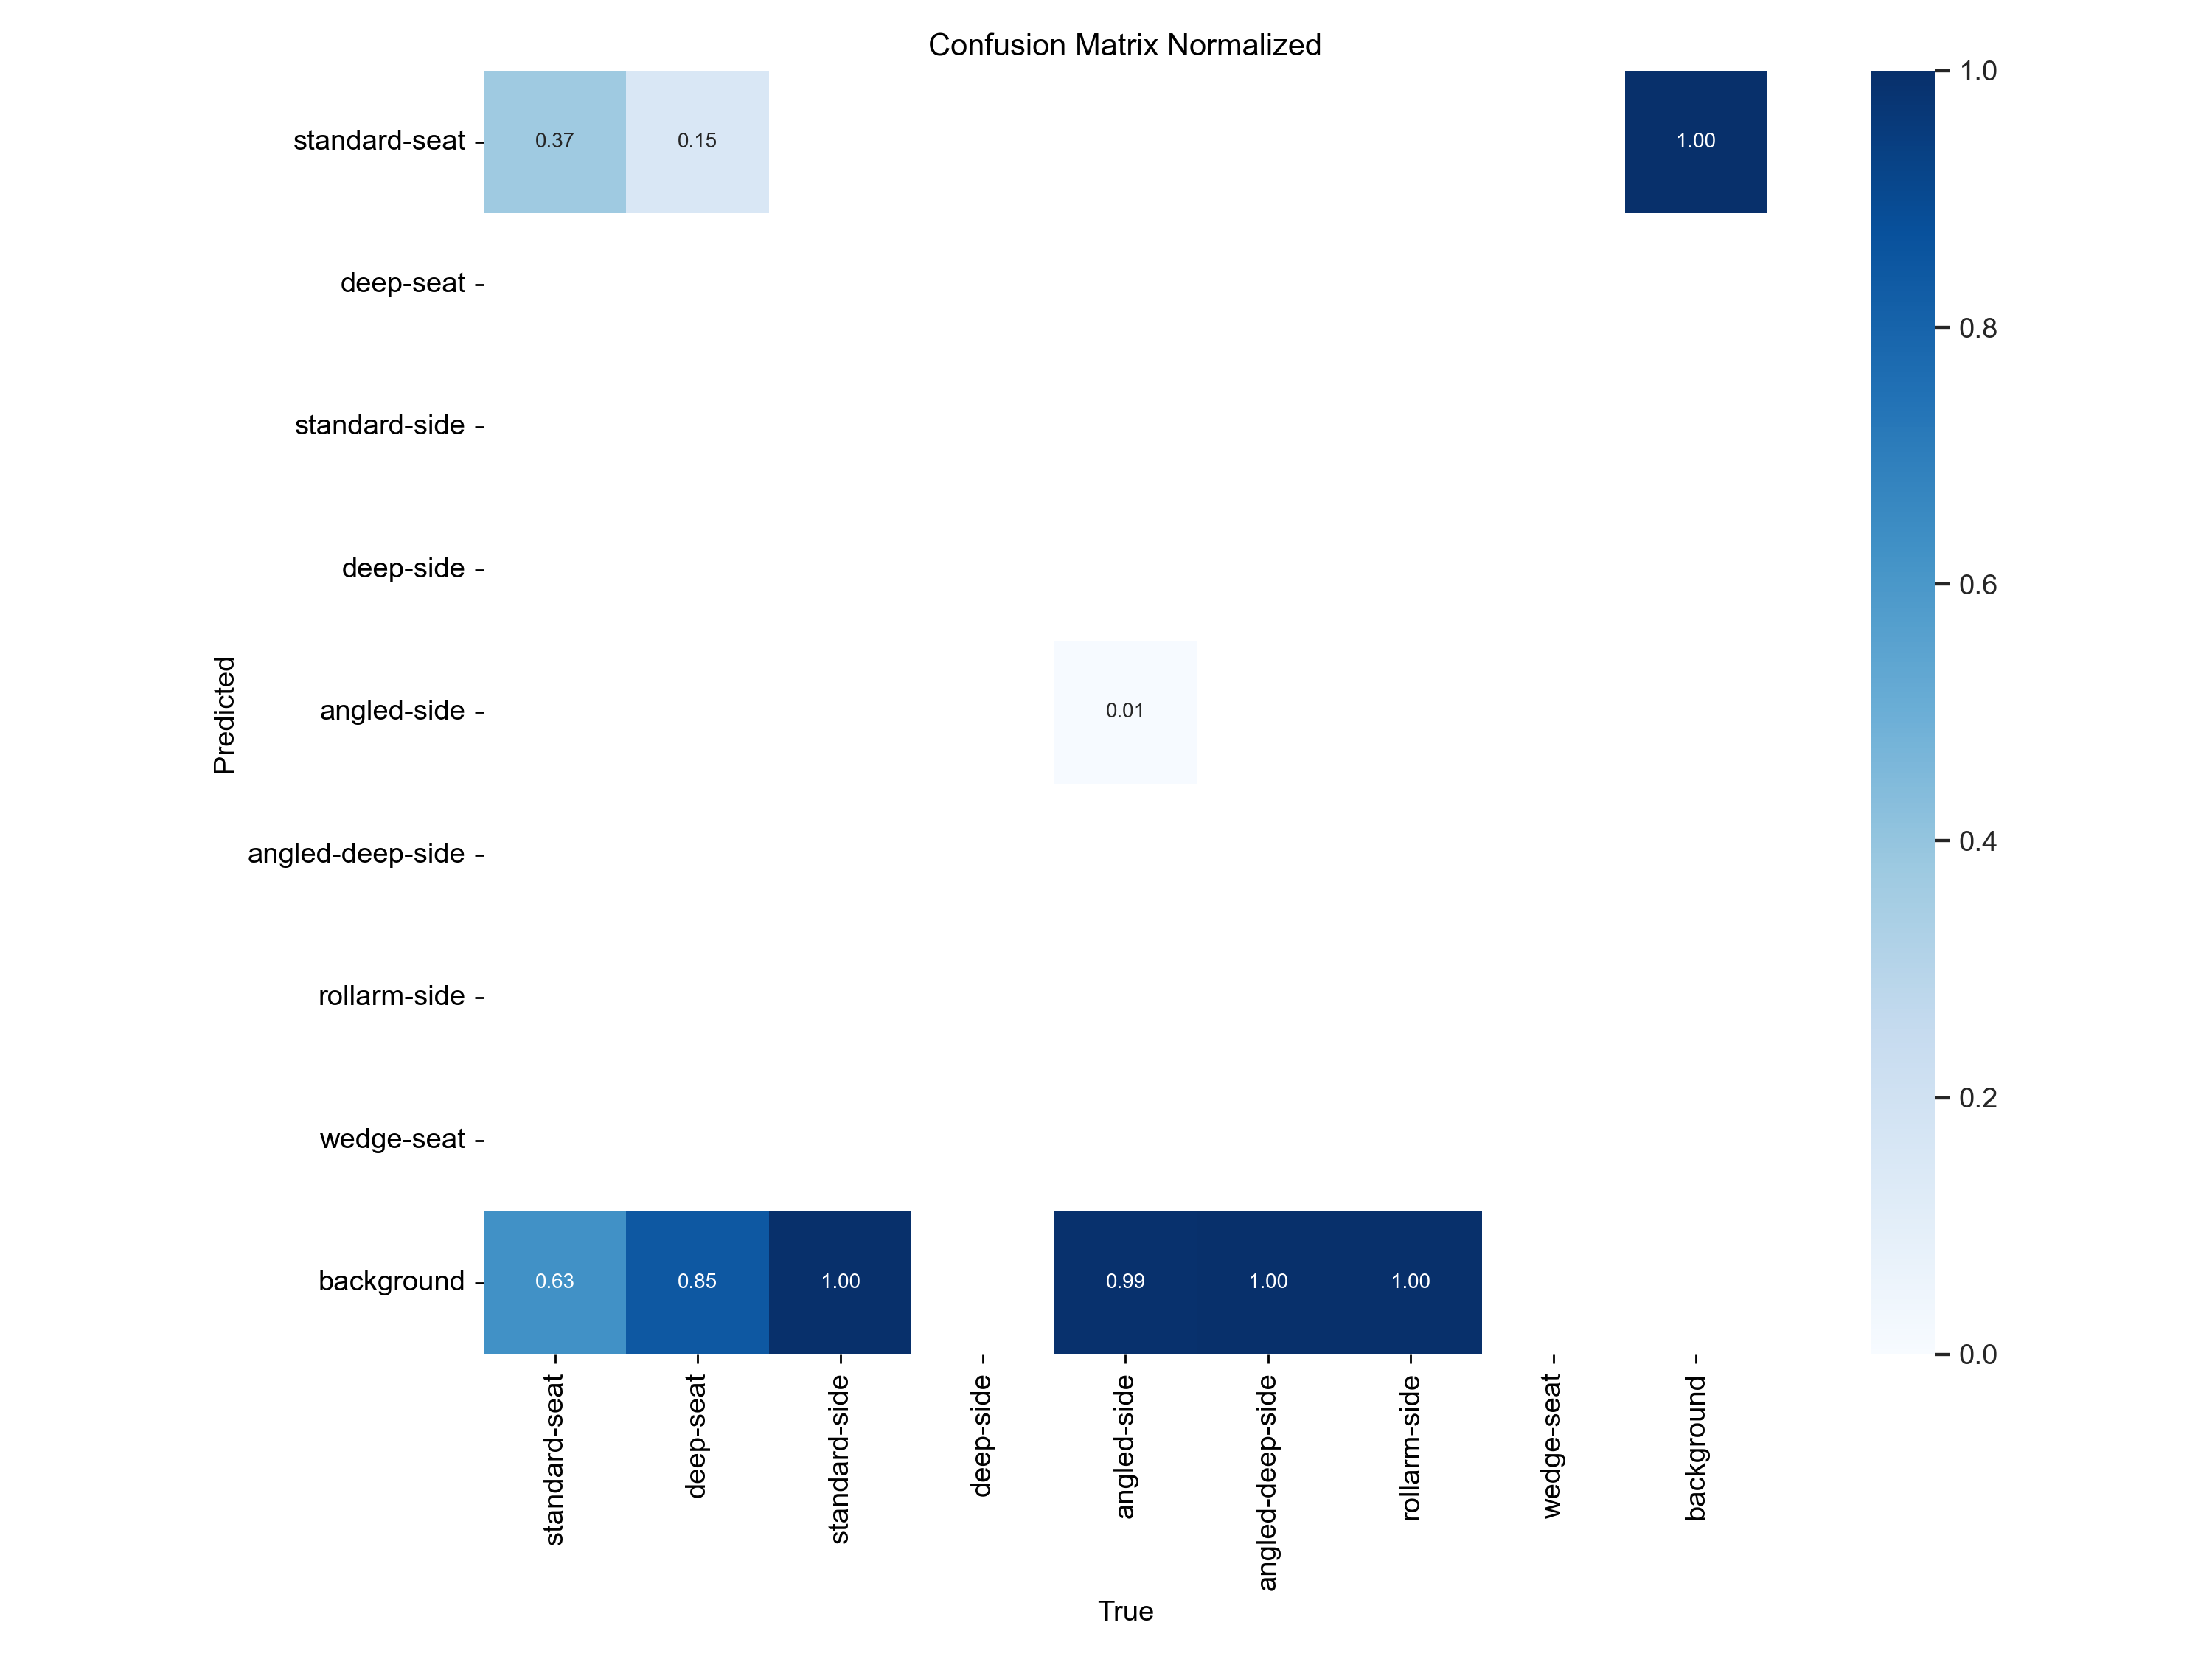 Confusion Matrix Normalized
standard-seat 0.37 0.15 1.00
deep-seat
standard-side
deep-side
angled-side 0.01
angled-deep-side
rollarm-side
wedge-seat
background 0.63 0.85 1.00 0.99 1.00 1.00
Predicted
standard-seat
deep-seat
standard-side
deep-side
angled-side
angled-deep-side
rollarm-side
wedge-seat
background
True
1.0
0.8
0.6
0.4
0.2
0.0